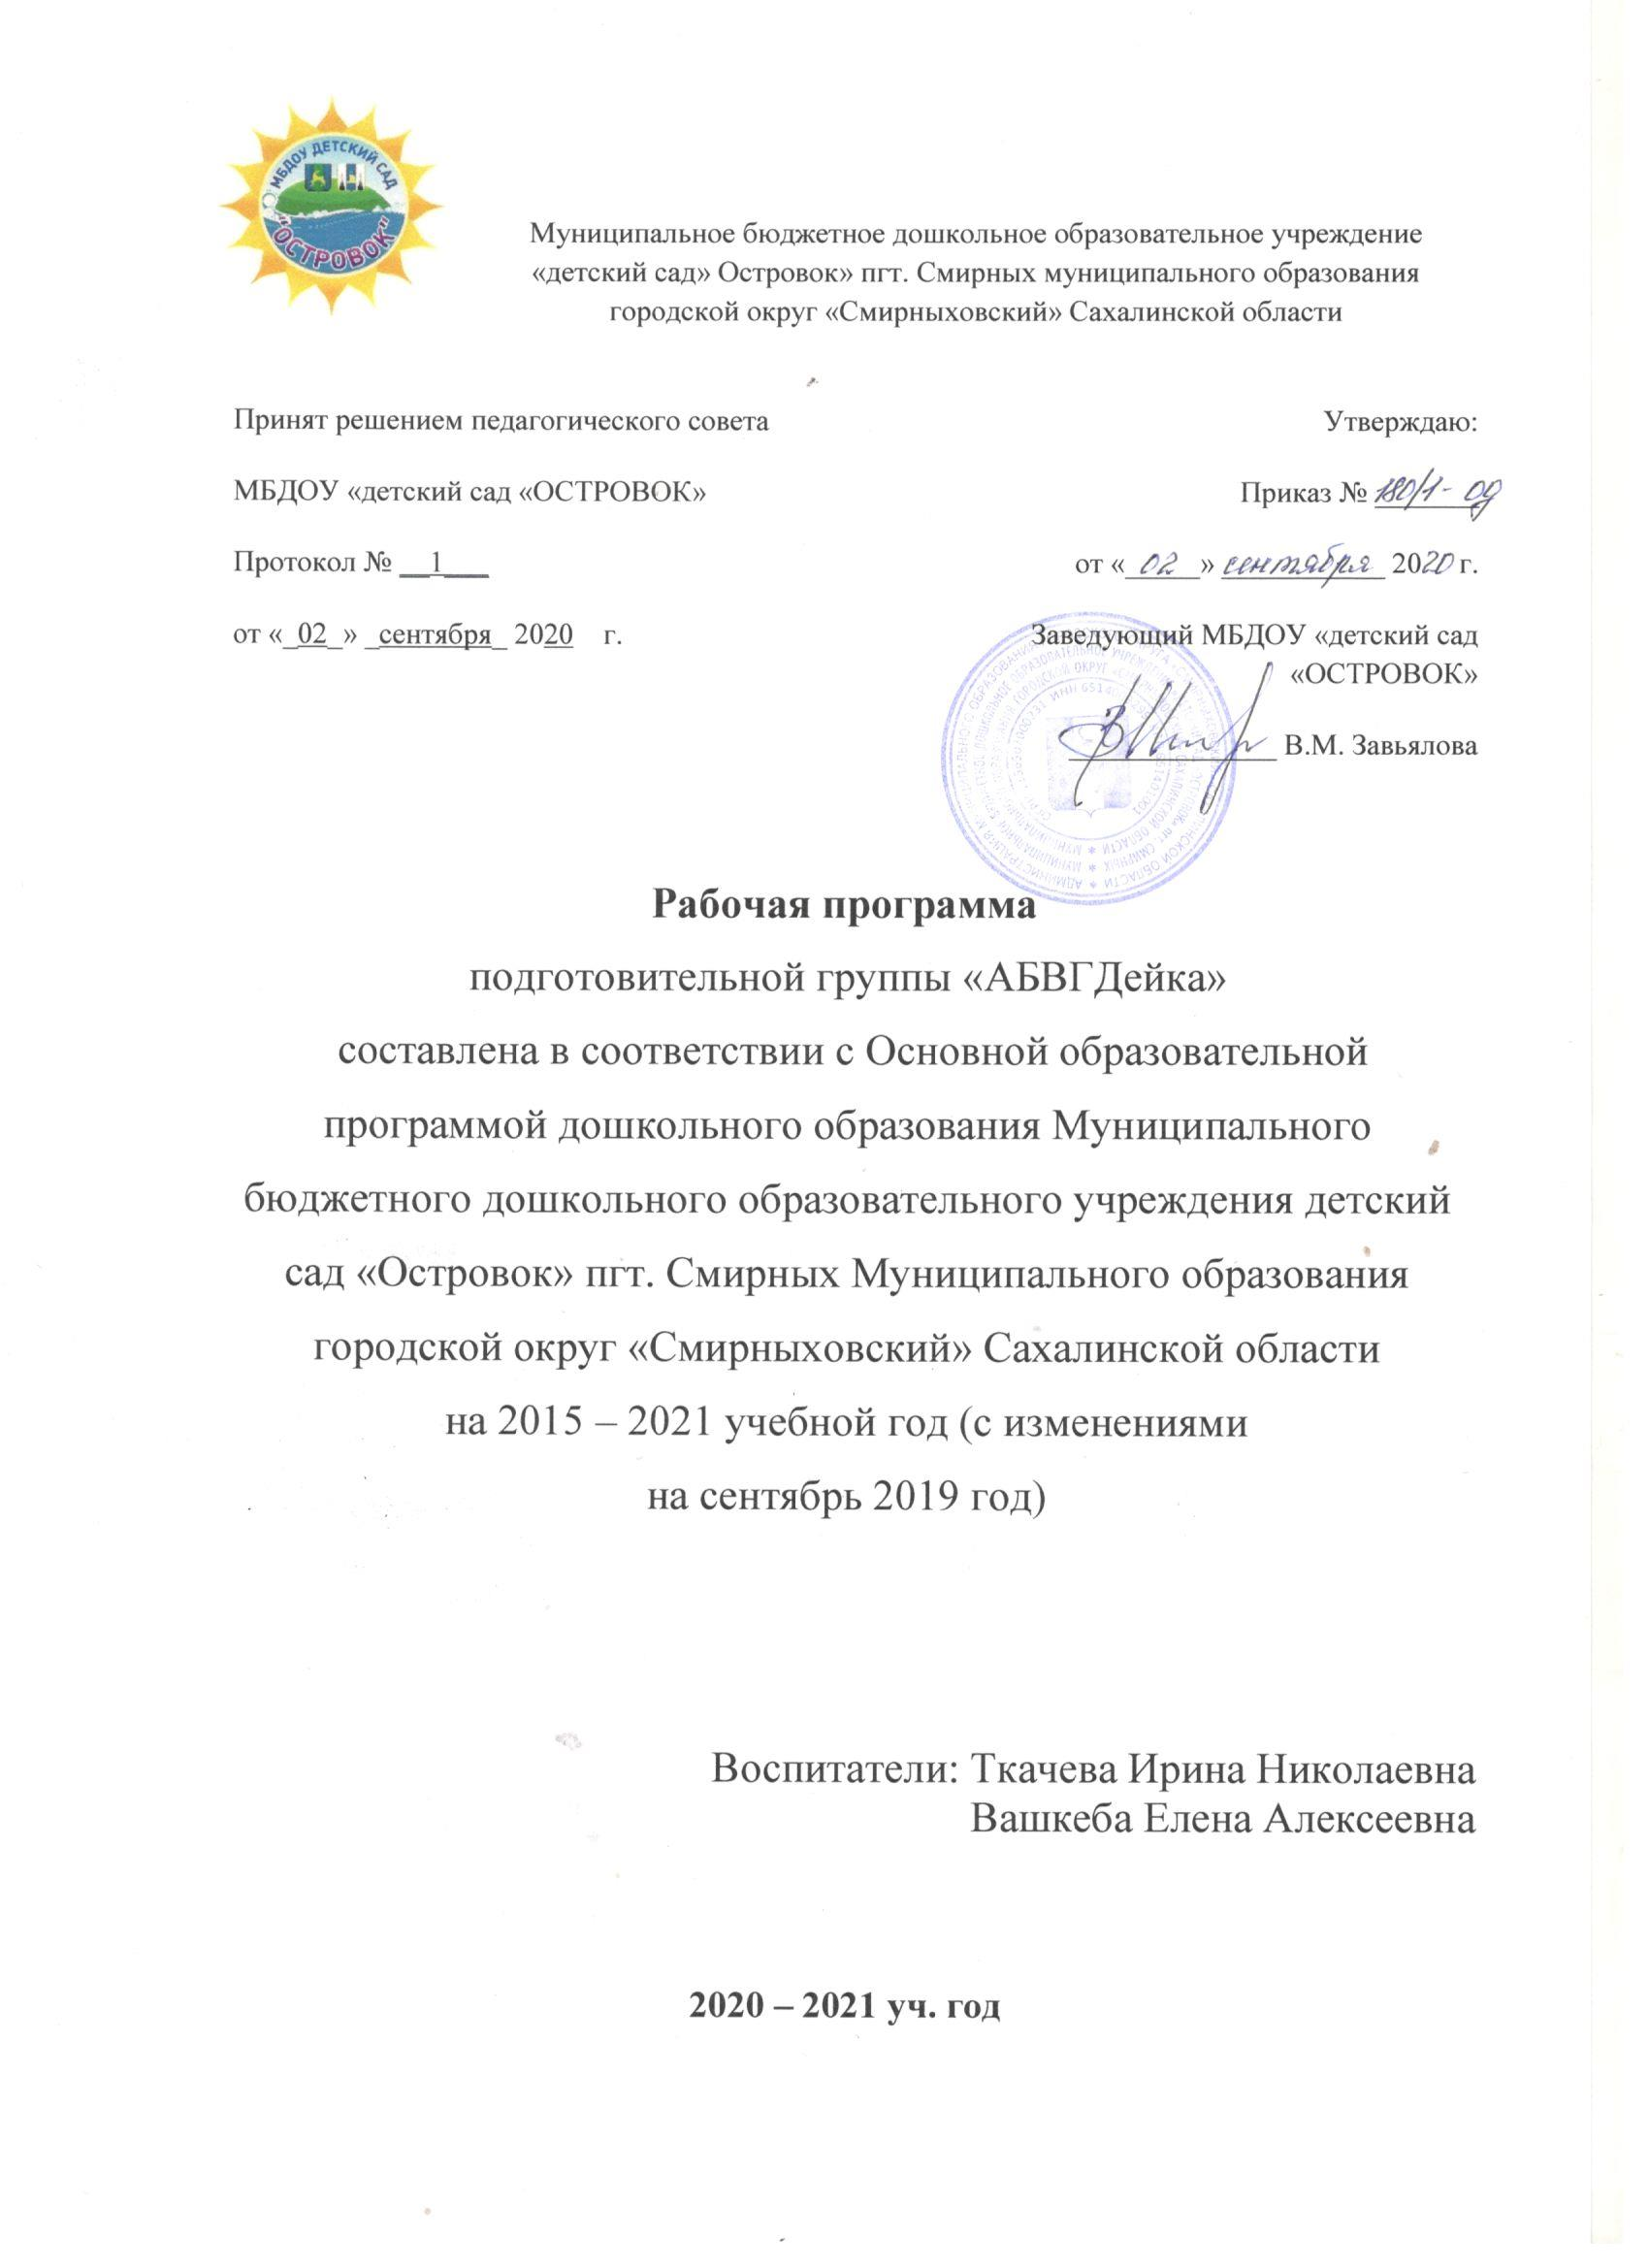 МБДОУ ДЕТСКИЙ САД
"ОСТРОВОК"
Муниципальное бюджетное дошкольное образовательное учреждение
«детский сад» Островок» пгт. Смирных муниципального образования
городской округ «Смирныховский» Сахалинской области
Принят решением педагогического совета
Утверждаю:
МБДОУ «детский сад «ОСТРОВОК»
Приказ № 180/1-од
Протокол № __1___
от «_02_» сентября 2020 г.
от «_02_» _сентября_ 2020 г.
Заведующий МБДОУ «детский сад
«ОСТРОВОК»
В.М. Завьялова
Рабочая программа
подготовительной группы «АБВГДейка»
составлена в соответствии с Основной образовательной
программой дошкольного образования Муниципального
бюджетного дошкольного образовательного учреждения детский
сад «Островок» пгт. Смирных Муниципального образования
городской округ «Смирныховский» Сахалинской области
на 2015 – 2021 учебной год (с изменениями
на сентябрь 2019 год)
Воспитатели: Ткачева Ирина Николаевна
Вашкеба Елена Алексеевна
2020 – 2021 уч. год